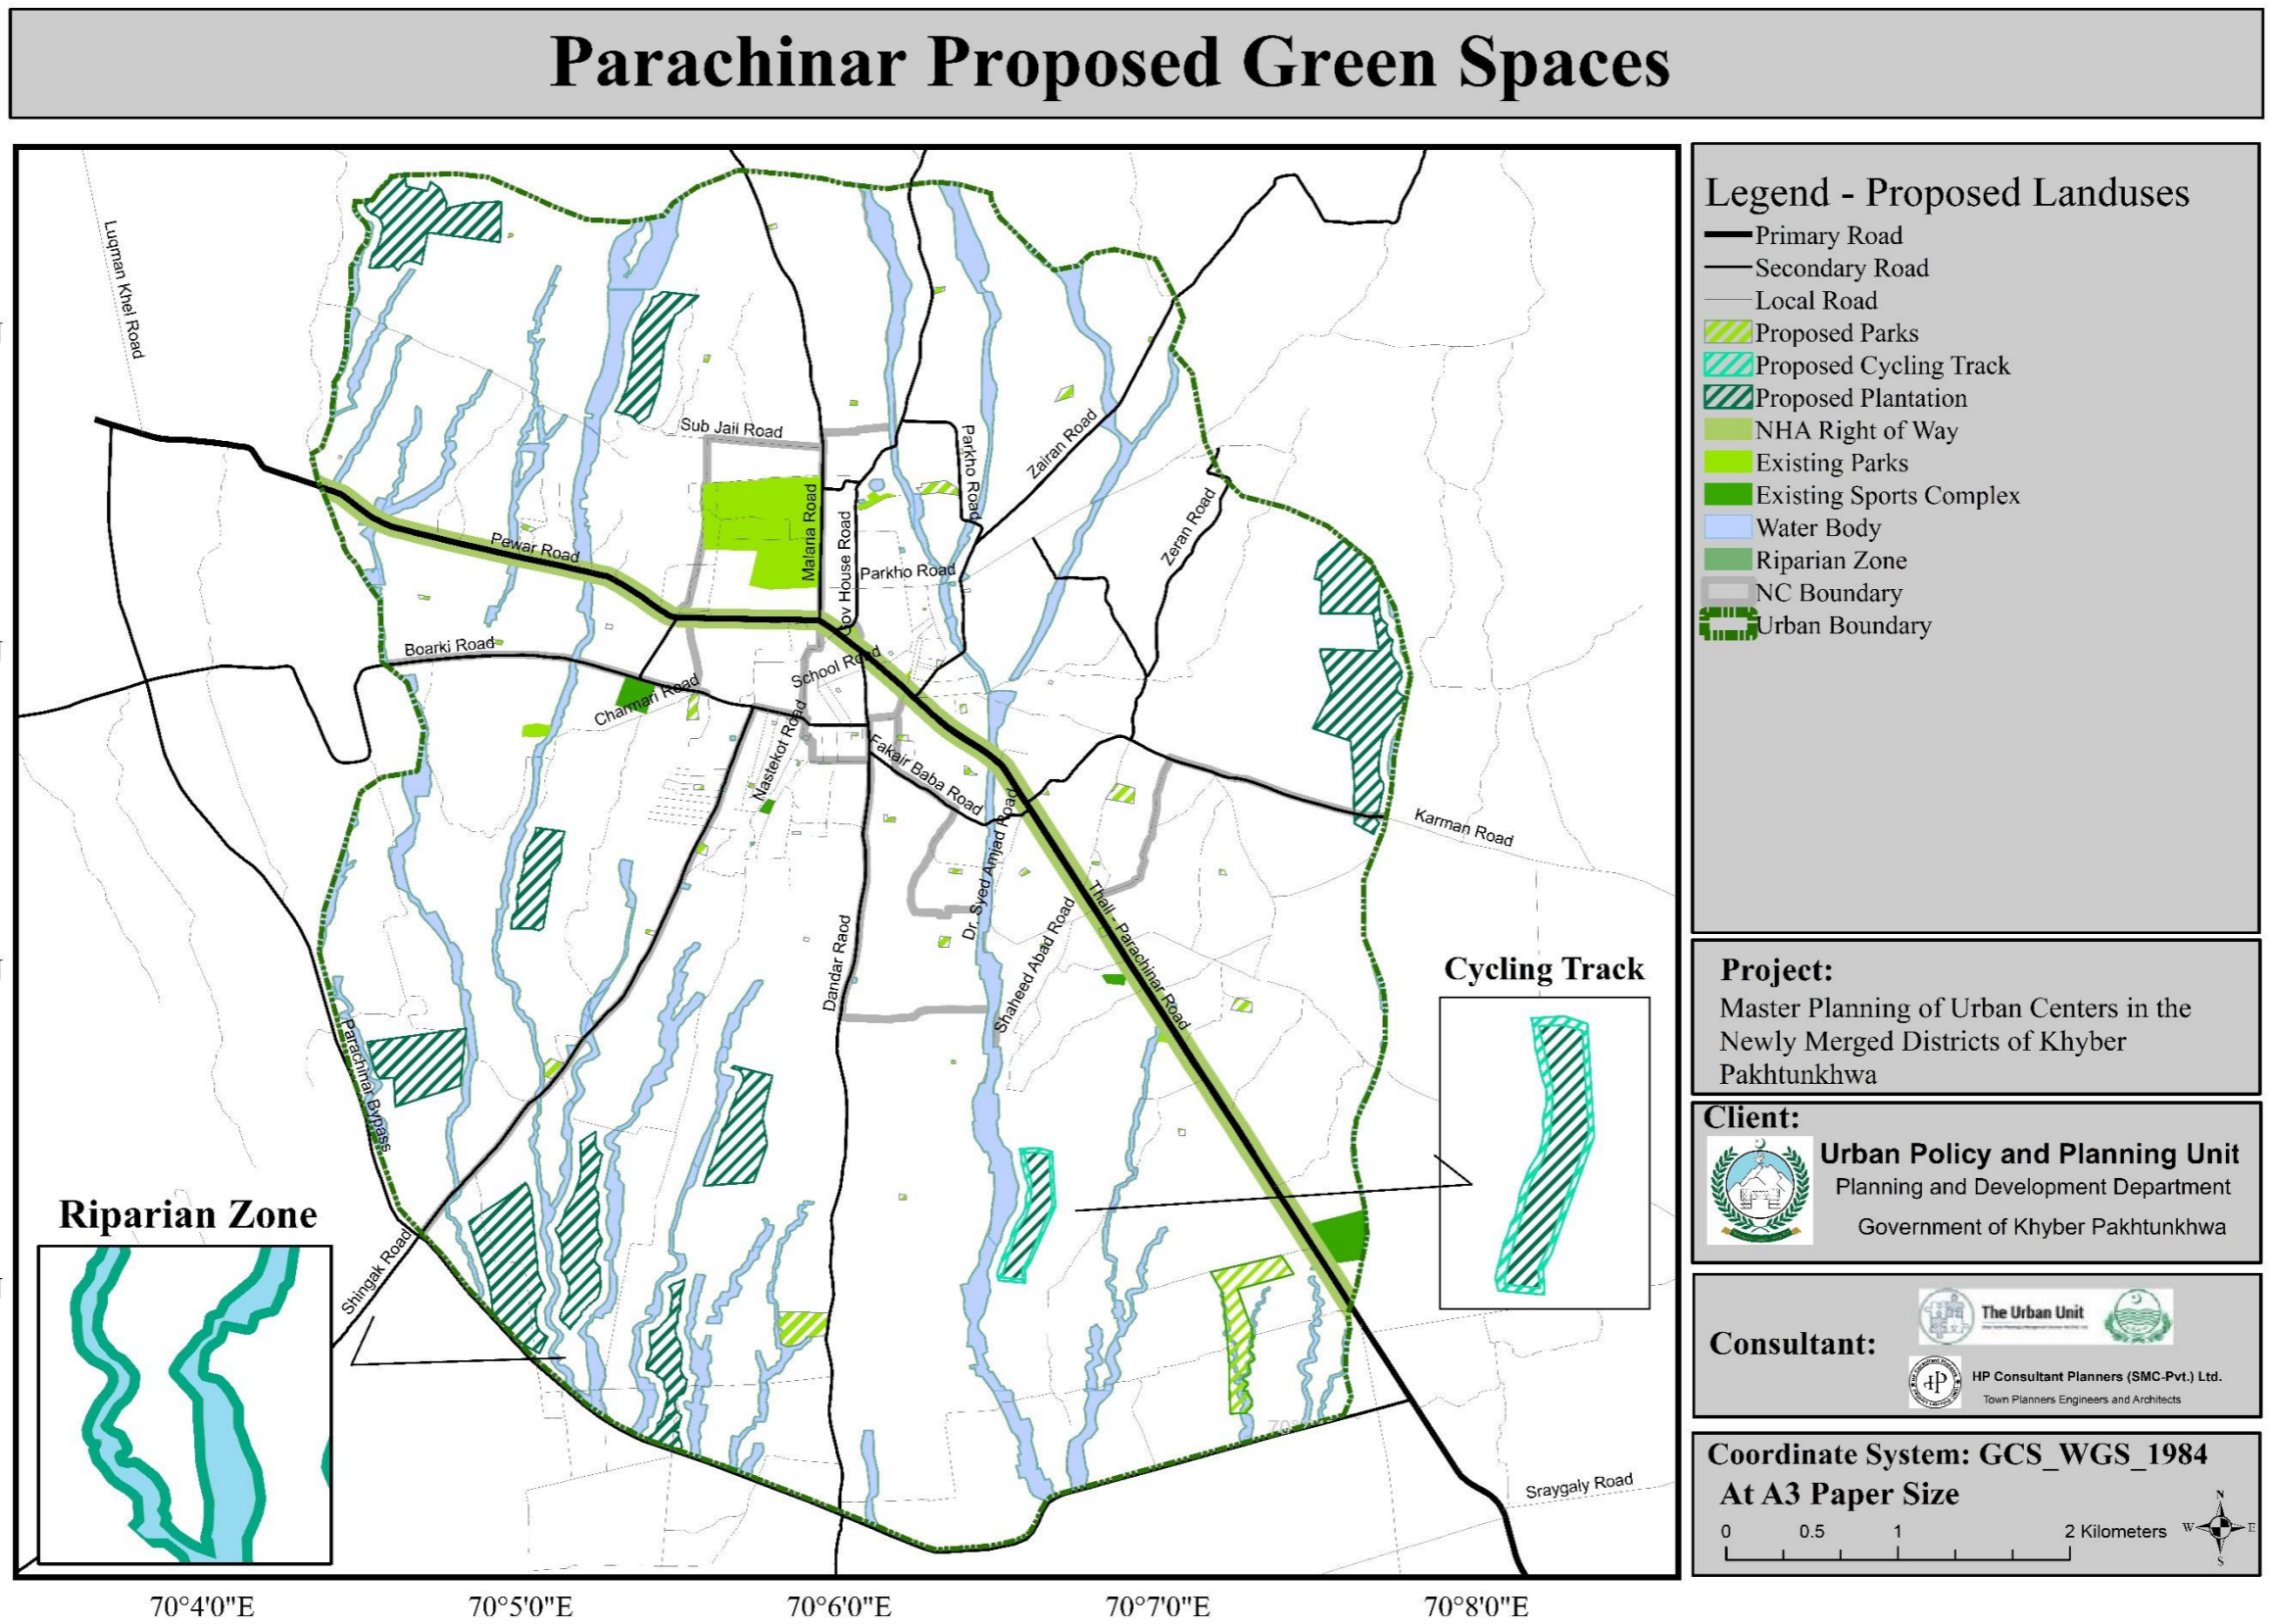 Parachinar Proposed Green Spaces
Luqman Khel Road
Sub Jail Road
Parkho Road
Zairan Road
Zeran Road
Malana Road
Gov House Road
Parkho Road
Pewar Road
Boarki Road
School Road
Charmari Road
Nastekot Road
Fakair Baba Road
Karman Road
Dr. Syed Amjad Road
Thall - Parachinar Road
Shaheed Abad Road
Dandar Raod
Parachinar Bypass
Shingak Road
Sraygaly Road
Cycling Track
Riparian Zone
70°4'0"E
70°5'0"E
70°6'0"E
70°7'0"E
70°8'0"E
Legend - Proposed Landuses
Primary Road
Secondary Road
Local Road
Proposed Parks
Proposed Cycling Track
Proposed Plantation
NHA Right of Way
Existing Parks
Existing Sports Complex
Water Body
Riparian Zone
NC Boundary
Urban Boundary
Project:
Master Planning of Urban Centers in the
Newly Merged Districts of Khyber
Pakhtunkhwa
Client:
Urban Policy and Planning Unit
Planning and Development Department
Government of Khyber Pakhtunkhwa
Consultant:
The Urban Unit
HP
HP Consultant Planners (SMC-Pvt.) Ltd.
Town Planners Engineers and Architects
Coordinate System: GCS_WGS_1984
At A3 Paper Size
0 0.5 1 2 Kilometers
N
W E
S